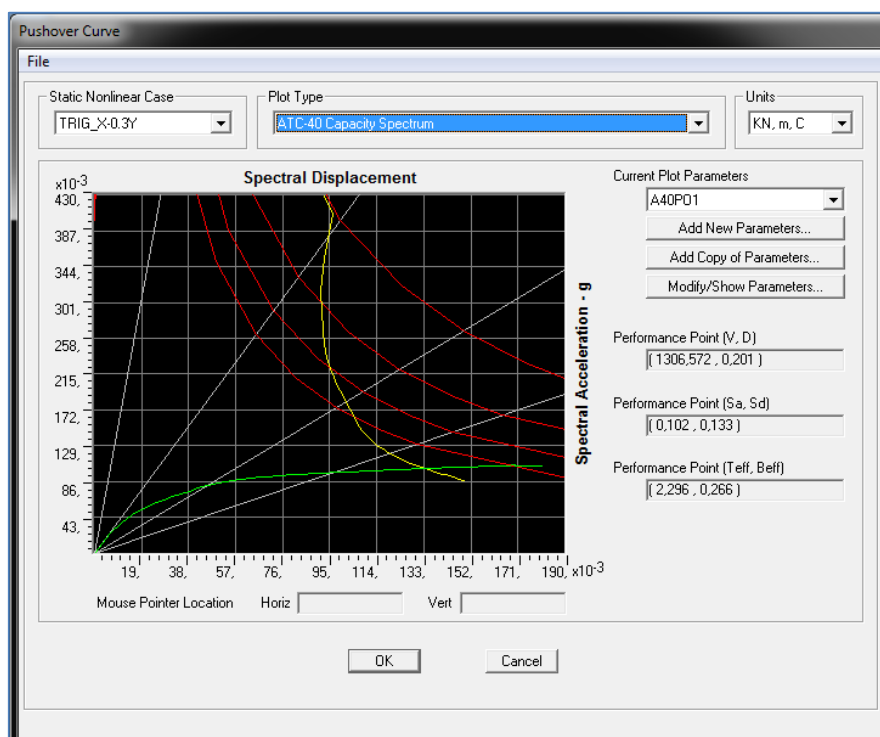 Pushover Curve
File
Static Nonlinear Case
TRIG_X-0.3Y
Plot Type
ATC-40 Capacity Spectrum
Units
KN, m, C
Spectral Displacement
x10-3
430,
387,
344,
301,
258,
215,
172,
129,
86,
43,
19, 38, 57, 76, 95, 114, 133, 152, 171, 190, x10-3
Spectral Acceleration - g
Mouse Pointer Location Horiz Vert
Current Plot Parameters
A40PO1
Add New Parameters...
Add Copy of Parameters...
Modify/Show Parameters...
Performance Point (V, D)
( 1306,572 , 0,201 )
Performance Point (Sa, Sd)
( 0,102 , 0,133 )
Performance Point (Teff, Beff)
( 2,296 , 0,266 )
OK
Cancel